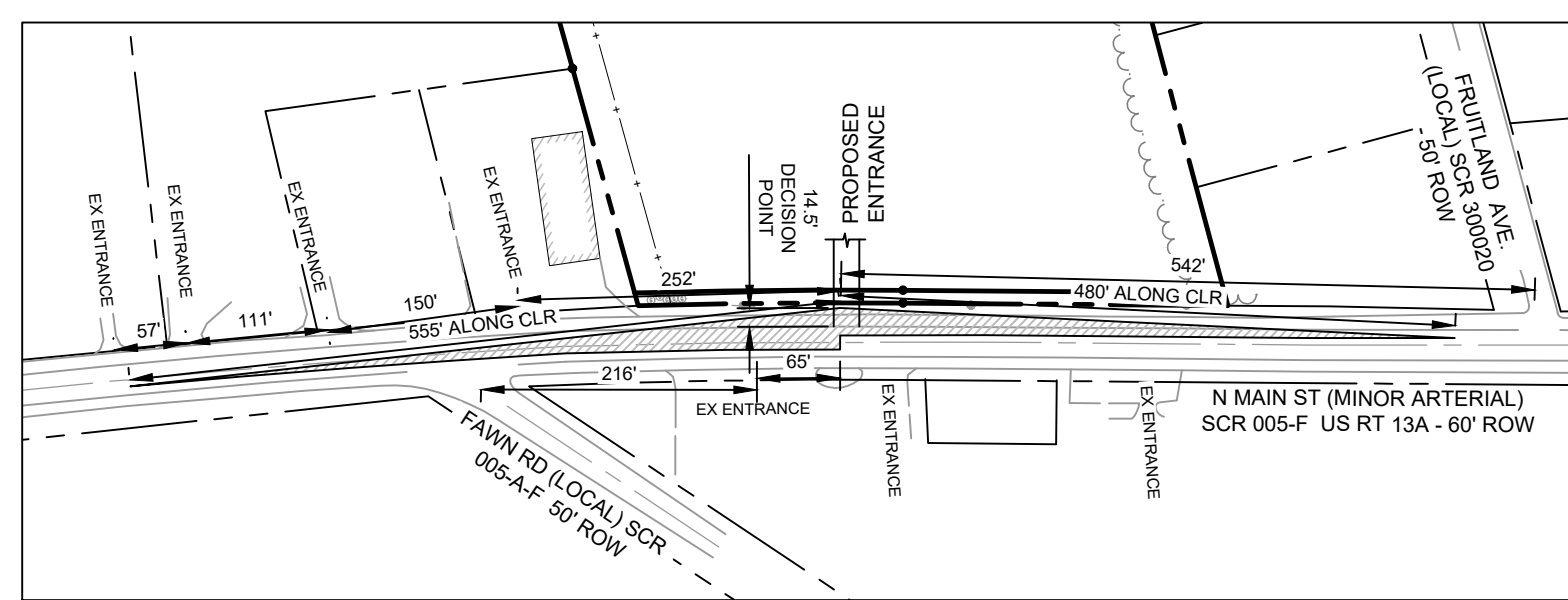 EX ENTRANCE
EX ENTRANCE
EX ENTRANCE
EX ENTRANCE
14.5'
DECISION
POINT
PROPOSED
ENTRANCE
FRUITLAND AVE.
(LOCAL) SCR 300020
- 50' ROW
57'
111'
150'
252'
542'
555' ALONG CLR
480' ALONG CLR
216'
65'
EX ENTRANCE
EX ENTRANCE
EX ENTRANCE
N MAIN ST (MINOR ARTERIAL)
SCR 005-F US RT 13A - 60' ROW
FAWN RD (LOCAL) SCR
005-A-F 50' ROW